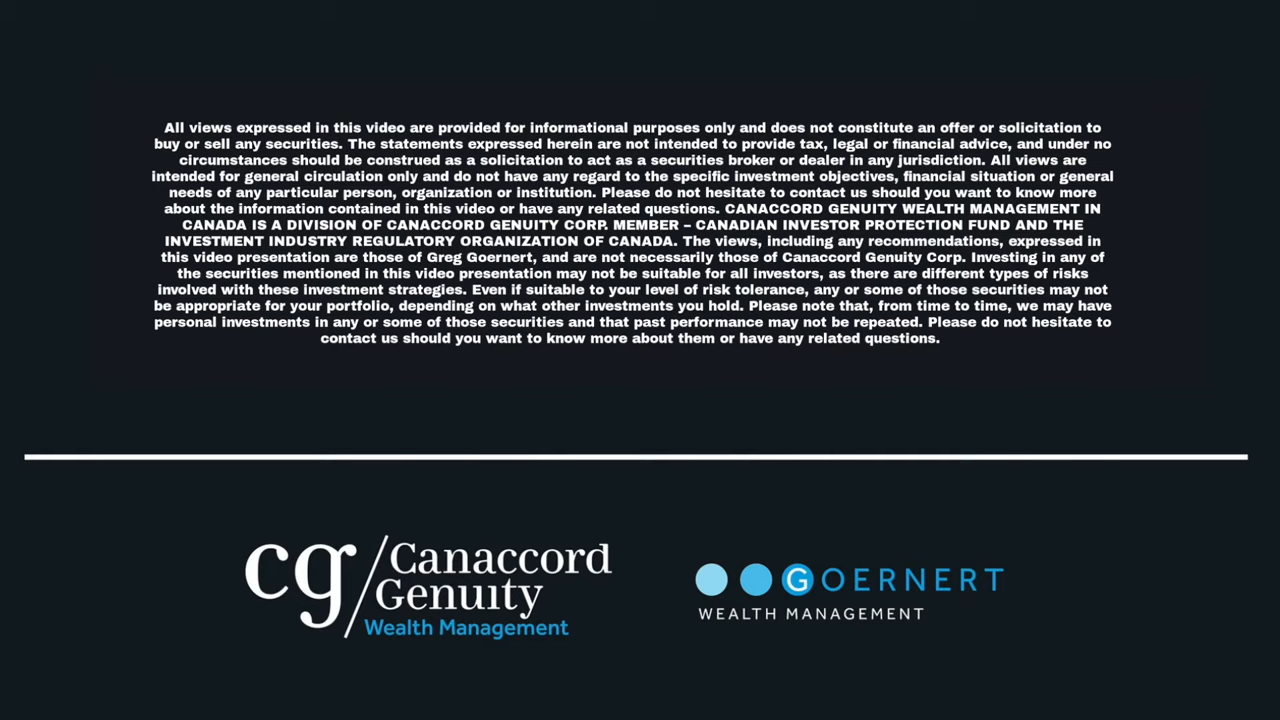 All views expressed in this video are provided for informational purposes only and does not constitute an offer or solicitation to
buy or sell any securities. The statements expressed herein are not intended to provide tax, legal or financial advice, and under no
circumstances should be construed as a solicitation to act as a securities broker or dealer in any jurisdiction. All views are
intended for general circulation only and do not have any regard to the specific investment objectives, financial situation or general
needs of any particular person, organization or institution. Please do not hesitate to contact us should you want to know more
about the information contained in this video or have any related questions. CANACCORD GENUITY WEALTH MANAGEMENT IN
CANADA IS A DIVISION OF CANACCORD GENUITY CORP. MEMBER – CANADIAN INVESTOR PROTECTION FUND AND THE
INVESTMENT INDUSTRY REGULATORY ORGANIZATION OF CANADA. The views, including any recommendations, expressed in
this video presentation are those of Greg Goernert, and are not necessarily those of Canaccord Genuity Corp. Investing in any of
the securities mentioned in this video presentation may not be suitable for all investors, as there are different types of risks
involved with these investment strategies. Even if suitable to your level of risk tolerance, any or some of those securities may not
be appropriate for your portfolio, depending on what other investments you hold. Please note that, from time to time, we may have
personal investments in any or some of those securities and that past performance may not be repeated. Please do not hesitate to
contact us should you want to know more about them or have any related questions.
cg/Canaccord
Genuity
Wealth Management
GOERNERT
WEALTH MANAGEMENT